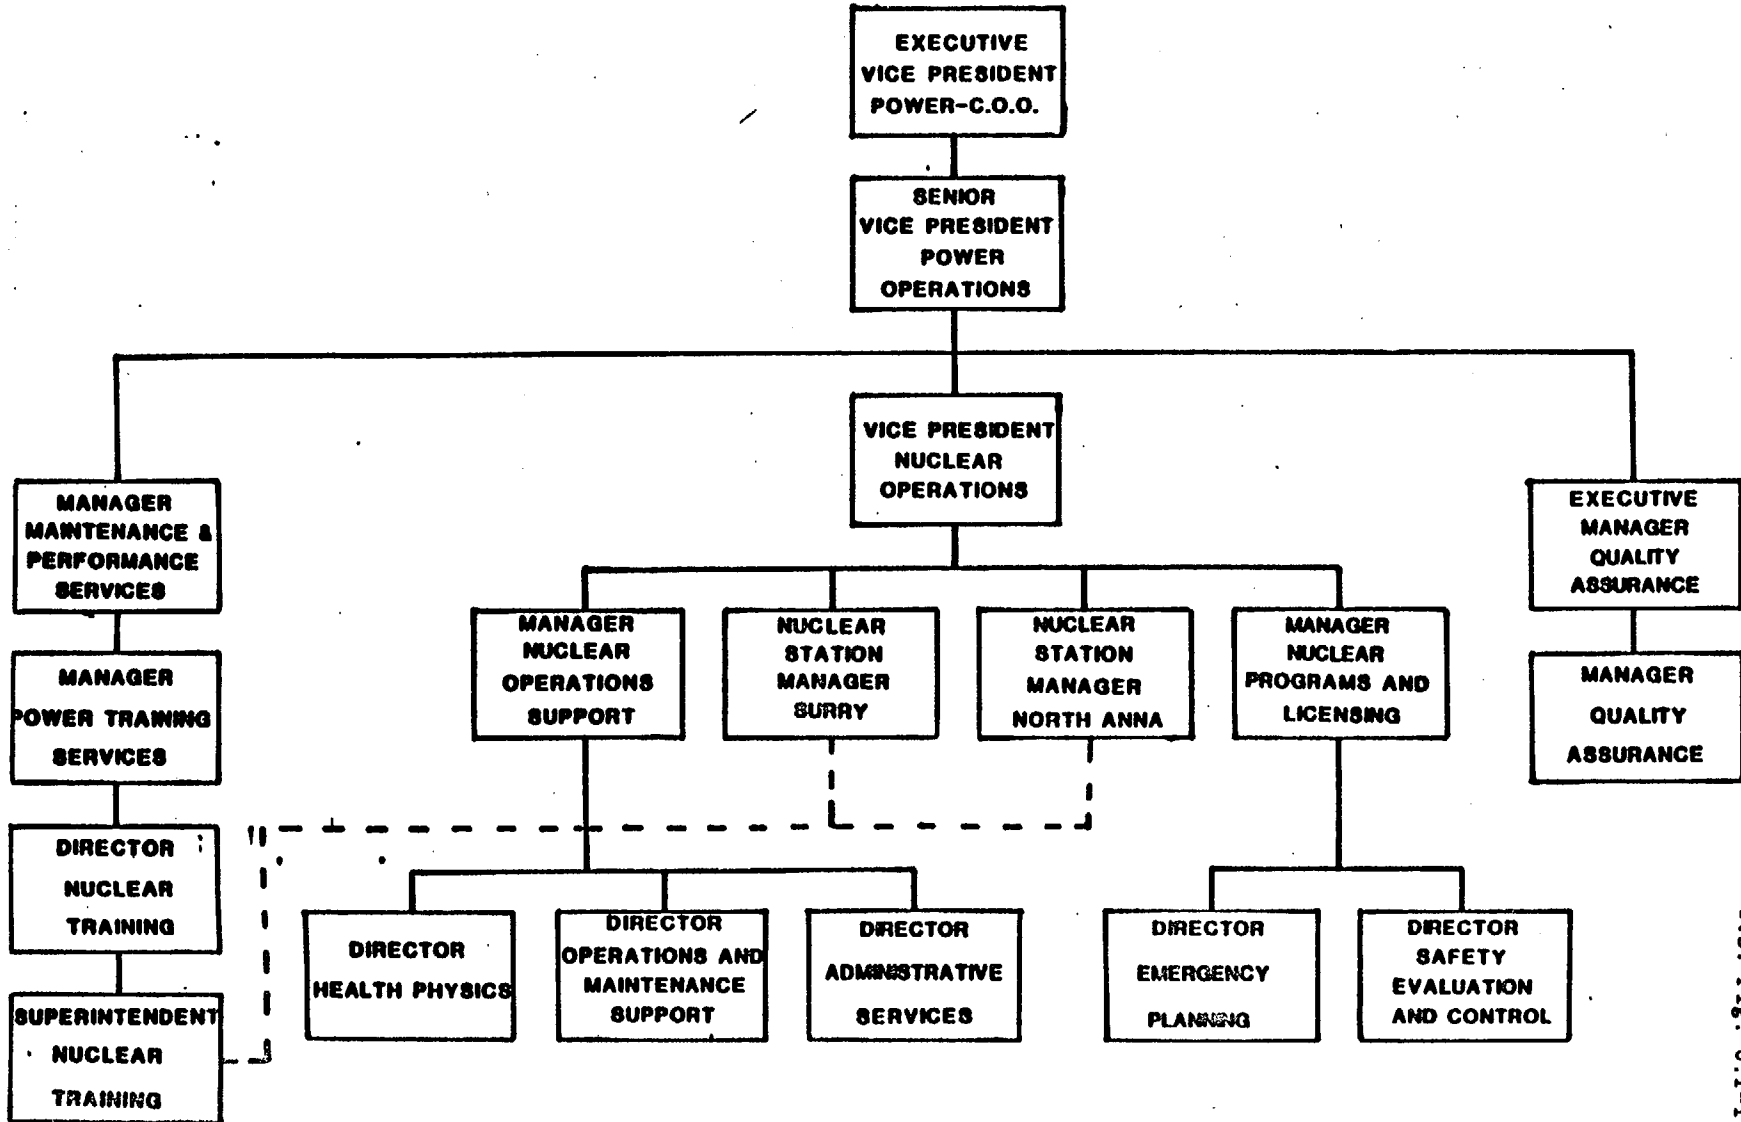 EXECUTIVE
VICE PRESIDENT
POWER-C.O.O.
SENIOR
VICE PRESIDENT
POWER
OPERATIONS
VICE PRESIDENT
NUCLEAR
OPERATIONS
MANAGER
MAINTENANCE &
PERFORMANCE
SERVICES
EXECUTIVE
MANAGER
QUALITY
ASSURANCE
MANAGER
NUCLEAR
OPERATIONS
SUPPORT
NUCLEAR
STATION
MANAGER
SURRY
NUCLEAR
STATION
MANAGER
NORTH ANNA
MANAGER
NUCLEAR
PROGRAMS AND
LICENSING
MANAGER
POWER TRAINING
SERVICES
MANAGER
QUALITY
ASSURANCE
DIRECTOR
NUCLEAR
TRAINING
DIRECTOR
HEALTH PHYSICS
DIRECTOR
OPERATIONS AND
MAINTENANCE
SUPPORT
DIRECTOR
ADMINISTRATIVE
SERVICES
DIRECTOR
EMERGENCY
PLANNING
DIRECTOR
SAFETY
EVALUATION
AND CONTROL
SUPERINTENDENT
NUCLEAR
TRAINING